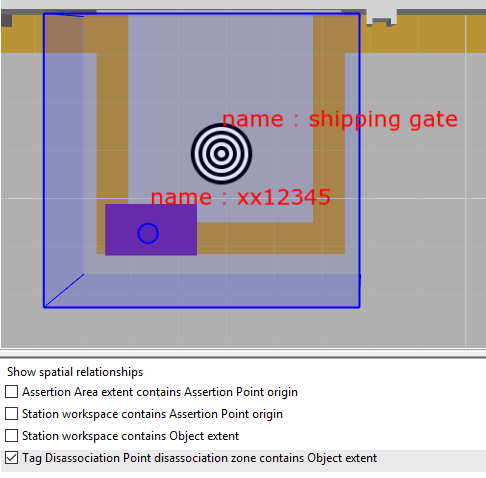 name : shipping gate
name : xx12345
Show spatial relationships
Assertion Area extent contains Assertion Point origin
Station workspace contains Assertion Point origin
Station workspace contains Object extent
Tag Disassociation Point disassociation zone contains Object extent